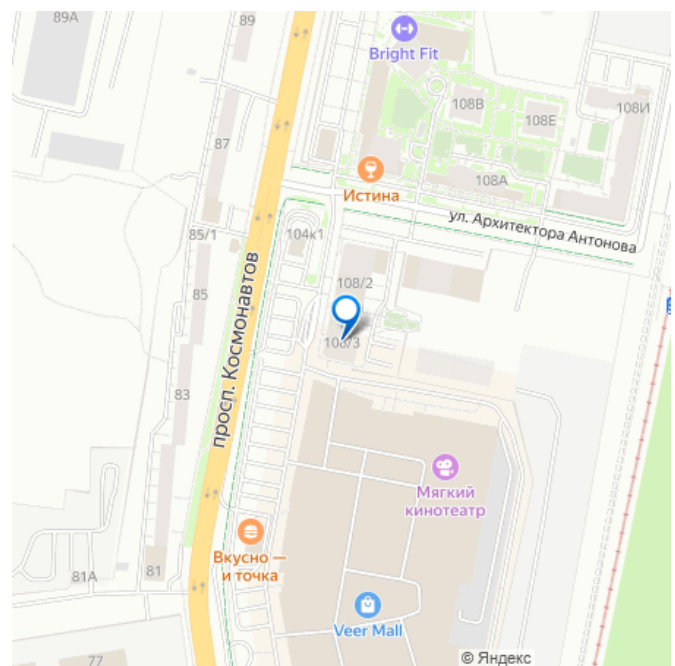 89А
89
Bright Fit
108В
108Е
108И
87
Истина
108А
ул. Архитектора Антонова
85/1
104к1
просп. Космонавтов
85
108/2
108/3
83
Мягкий
кинотеатр
Вкусно —
и точка
81А
81
Veer Mall
77
© Яндекс